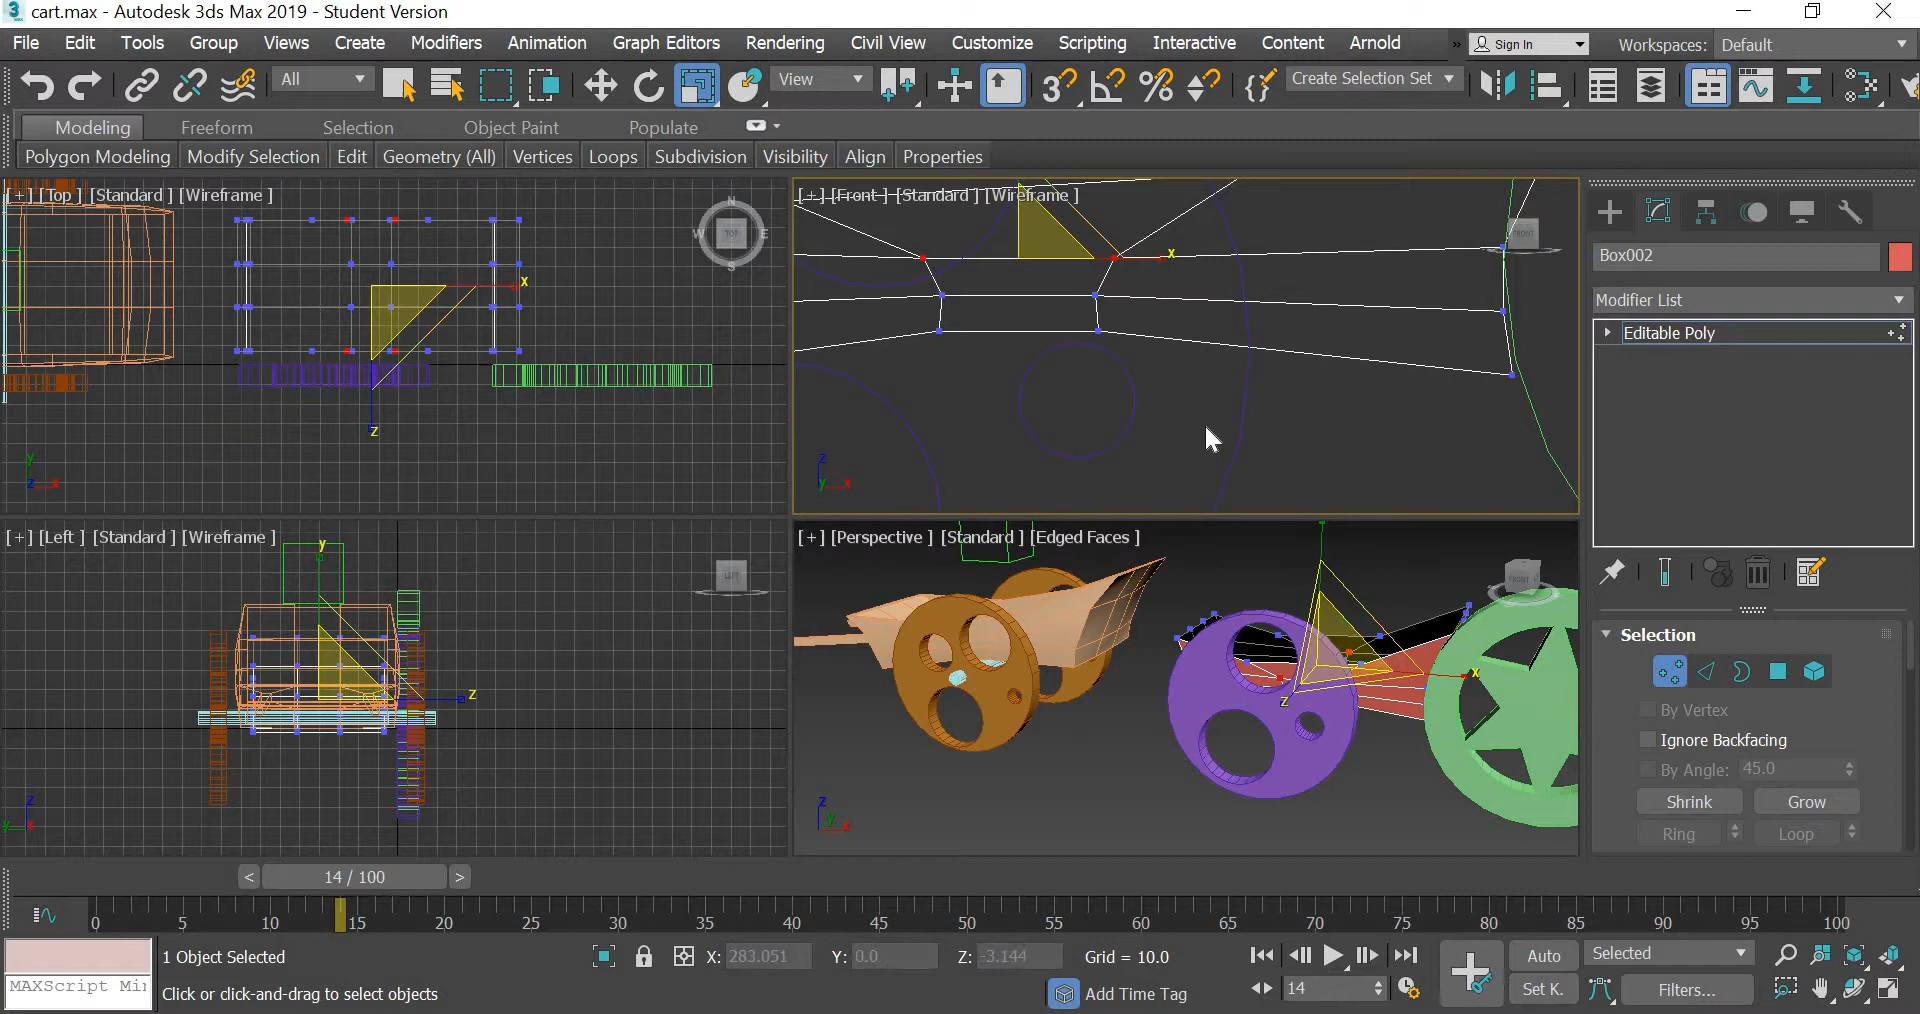 cart.max - Autodesk 3ds Max 2019 - Student Version
File Edit Tools Group Views Create Modifiers Animation Graph Editors Rendering Civil View Customize Scripting Interactive Content Arnold » Sign In Workspaces: Default
All View Create Selection Set
Modeling Freeform Selection Object Paint Populate
Polygon Modeling Modify Selection Edit Geometry (All) Vertices Loops Subdivision Visibility Align Properties
[+] [Top ] [Standard ] [Wireframe ]
N
W TOP E
S
x
z
y
z x
[+] [Front ] [Standard ] [Wireframe ]
FRONT
x
z
y x
Box002
Modifier List
Editable Poly
[+] [Left ] [Standard ] [Wireframe ]
y
LEFT
z
z
y x
[+] [Perspective ] [Standard ] [Edged Faces ]
FRONT
x
z
z
y x
Selection
By Vertex
Ignore Backfacing
By Angle: 45.0
Shrink Grow
Ring Loop
< 14 / 100 >
0 5 10 15 20 25 30 35 40 45 50 55 60 65 70 75 80 85 90 95 100
1 Object Selected X: 283.051 Y: 0.0 Z: -3.144 Grid = 10.0 Auto Selected
MAXScript Mi
Click or click-and-drag to select objects Add Time Tag 14 Set K. Filters...